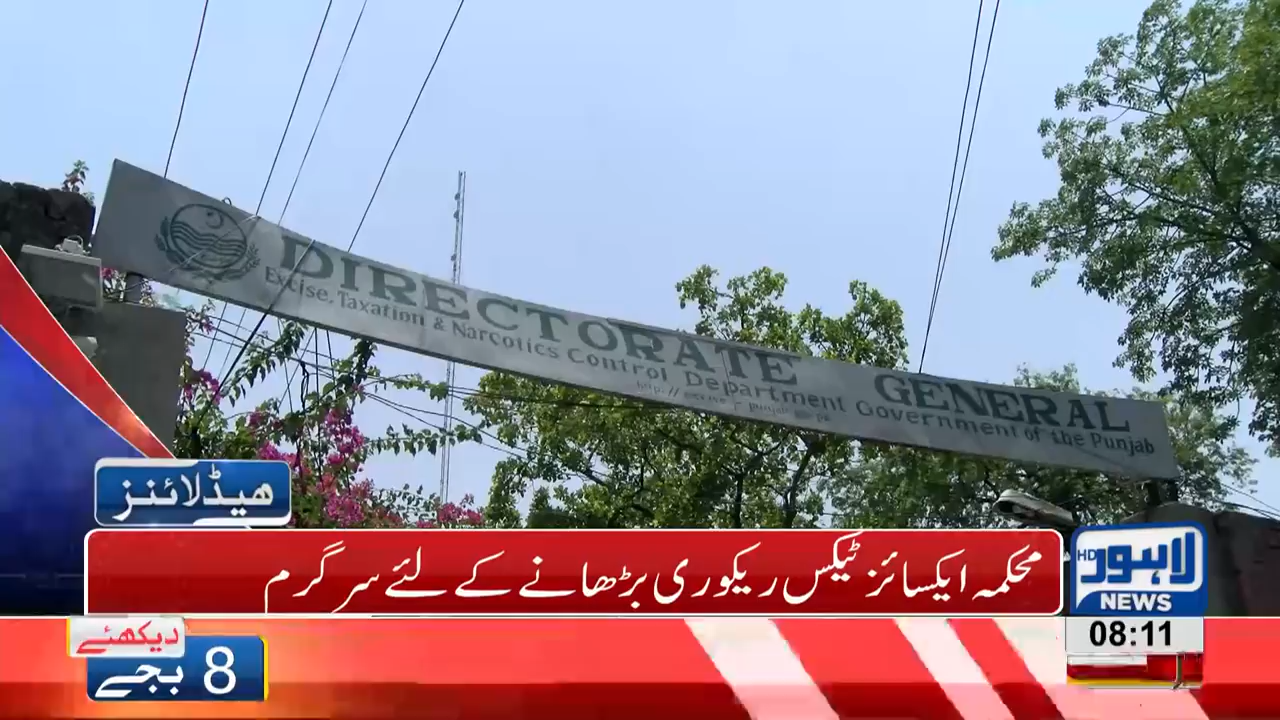 DIRECTORATE GENERAL
Excise, Taxation & Narcotics Control Department Government of the Punjab
ھیڈلائنز
محکمہ ایکسائز ٹیکس ریکوری بڑھانے کے لئے سرگرم
لاہور HD
NEWS
08:11
دیکھئے
8 بجے